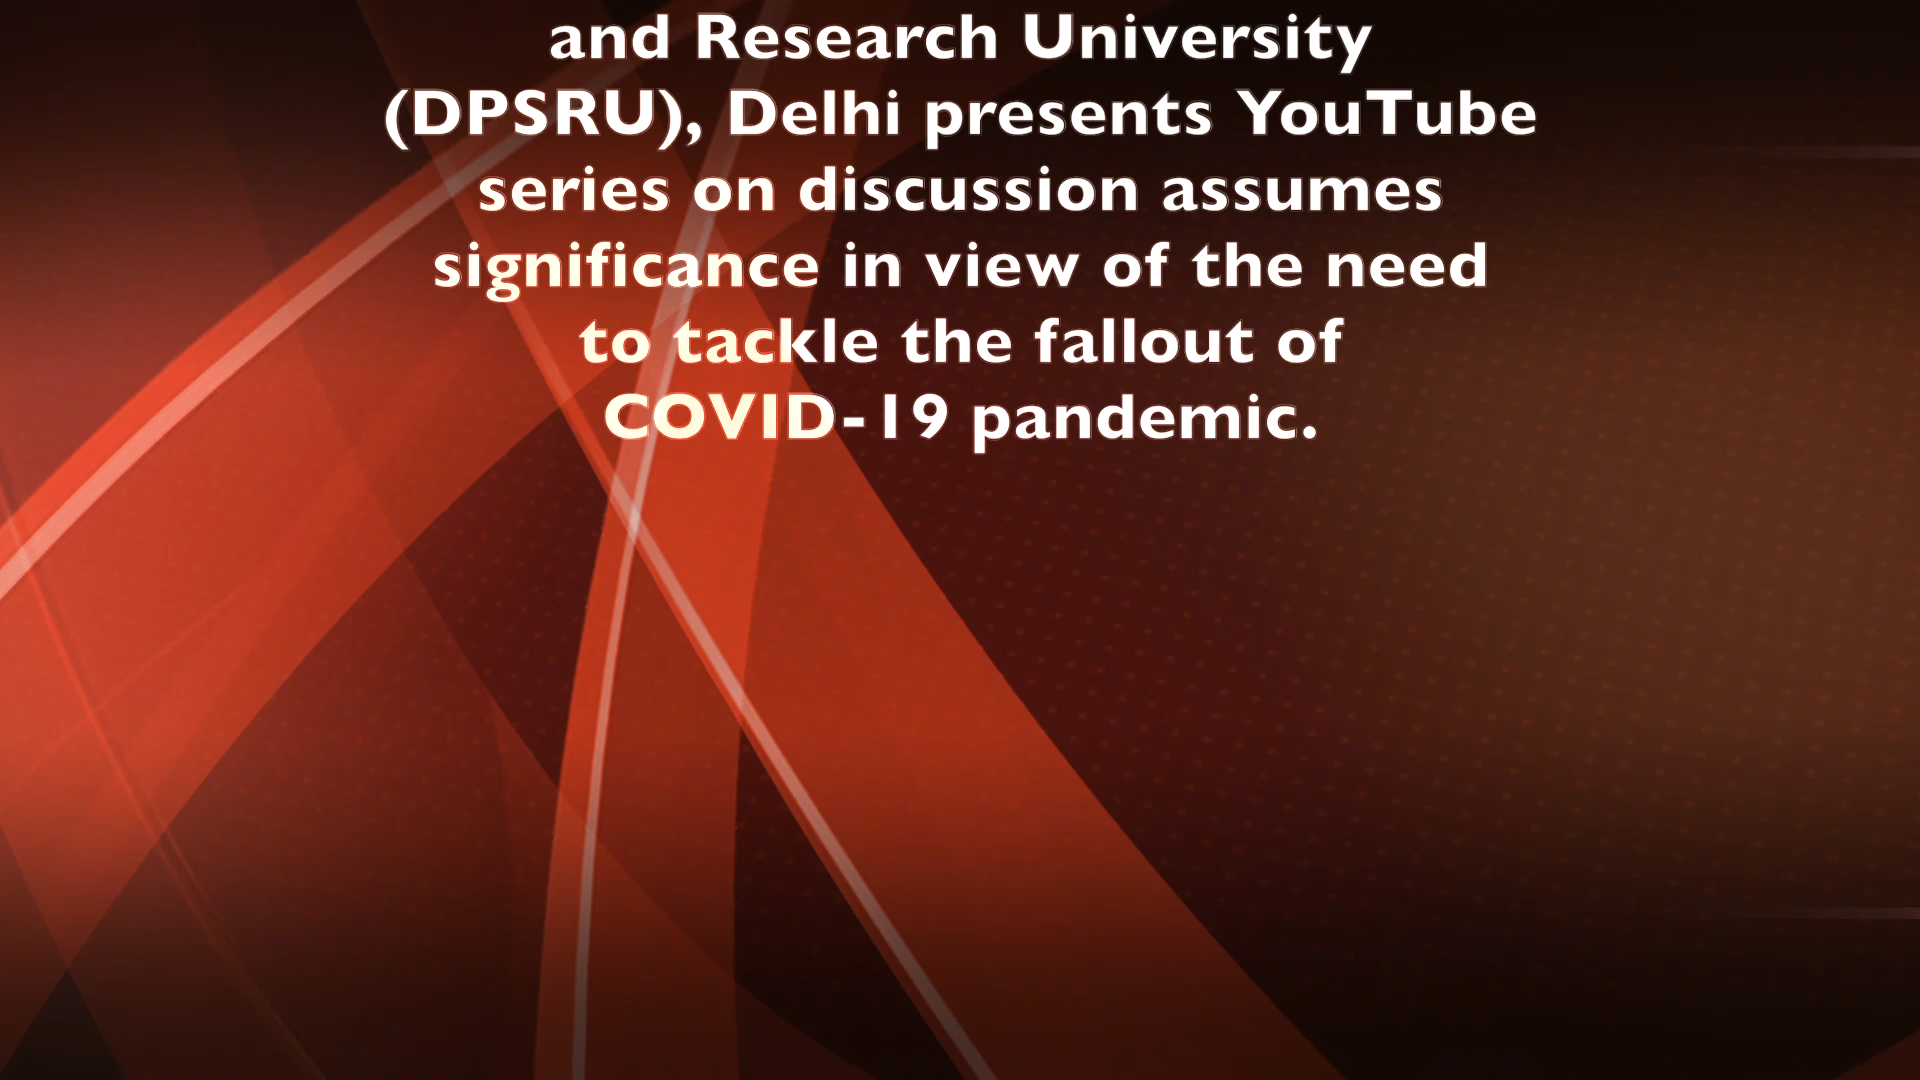 and Research University
(DPSRU), Delhi presents YouTube
series on discussion assumes
significance in view of the need
to tackle the fallout of
COVID-19 pandemic.